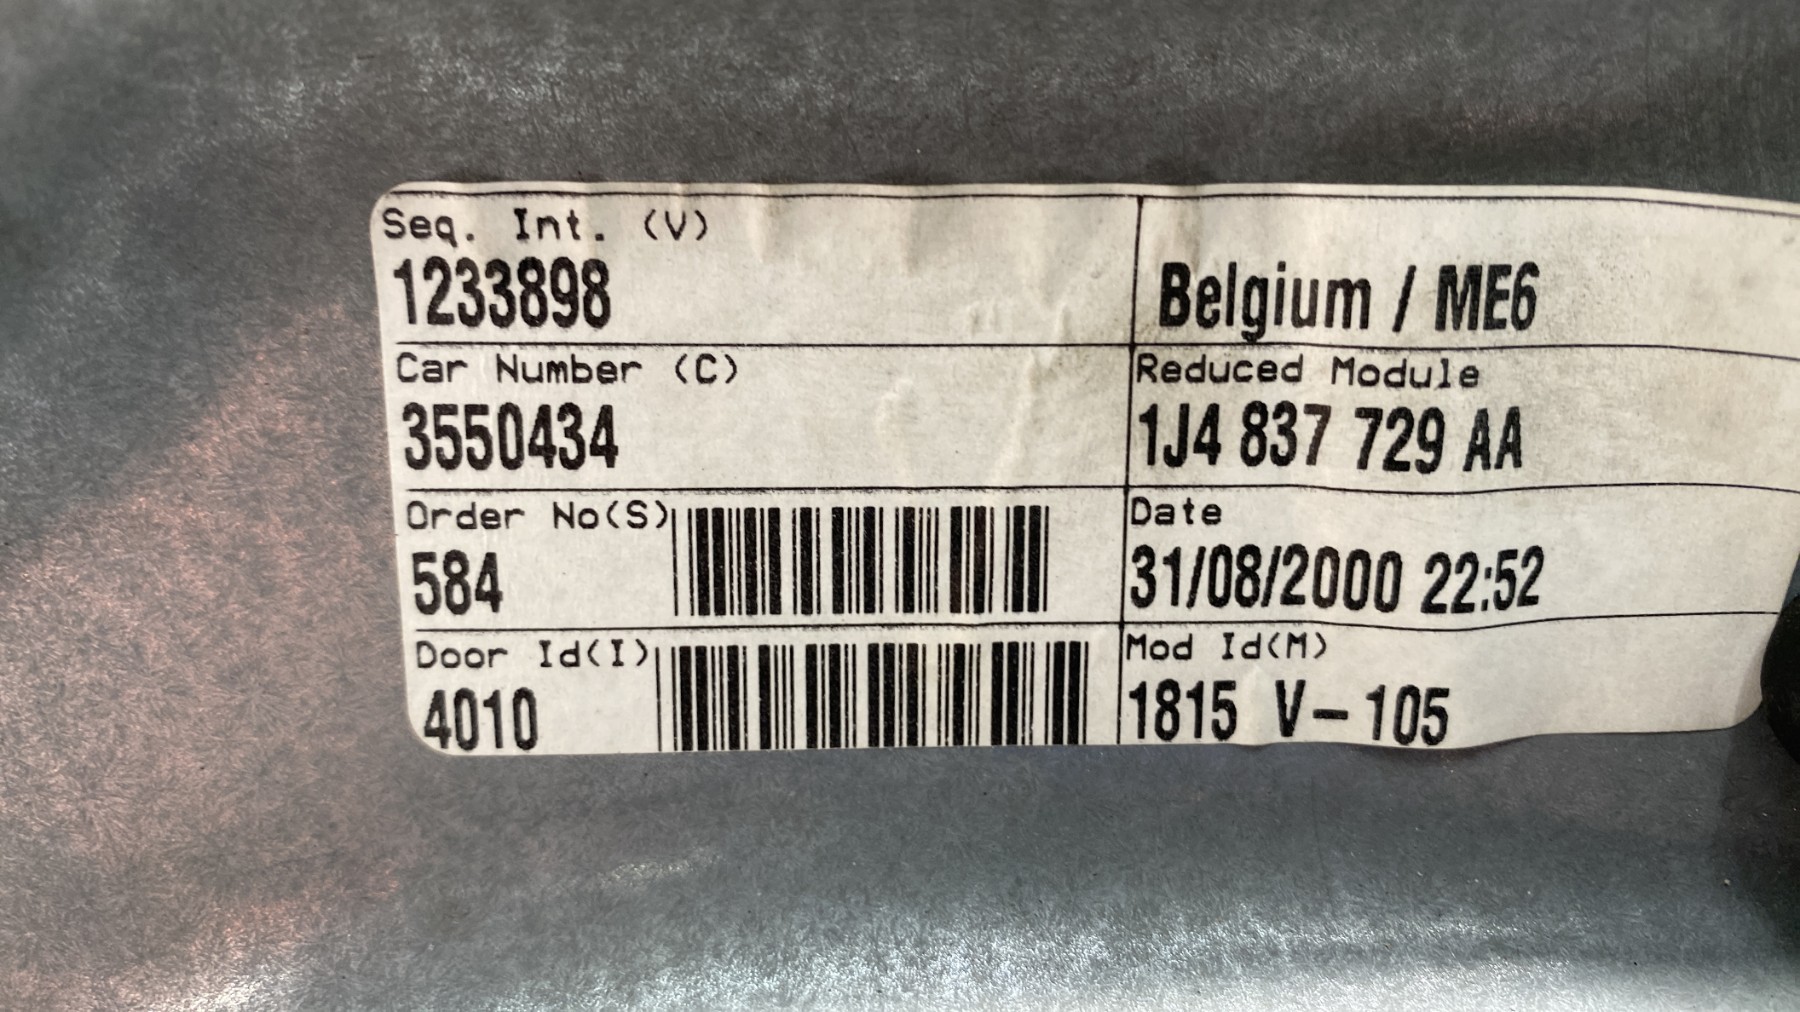 Seq. Int. (V)
1233898
Belgium / ME6
Car Number (C)
3550434
Reduced Module
1J4 837 729 AA
Order No(S)
584
Date
31/08/2000 22:52
Door Id(I)
4010
Mod Id(M)
1815 V-105